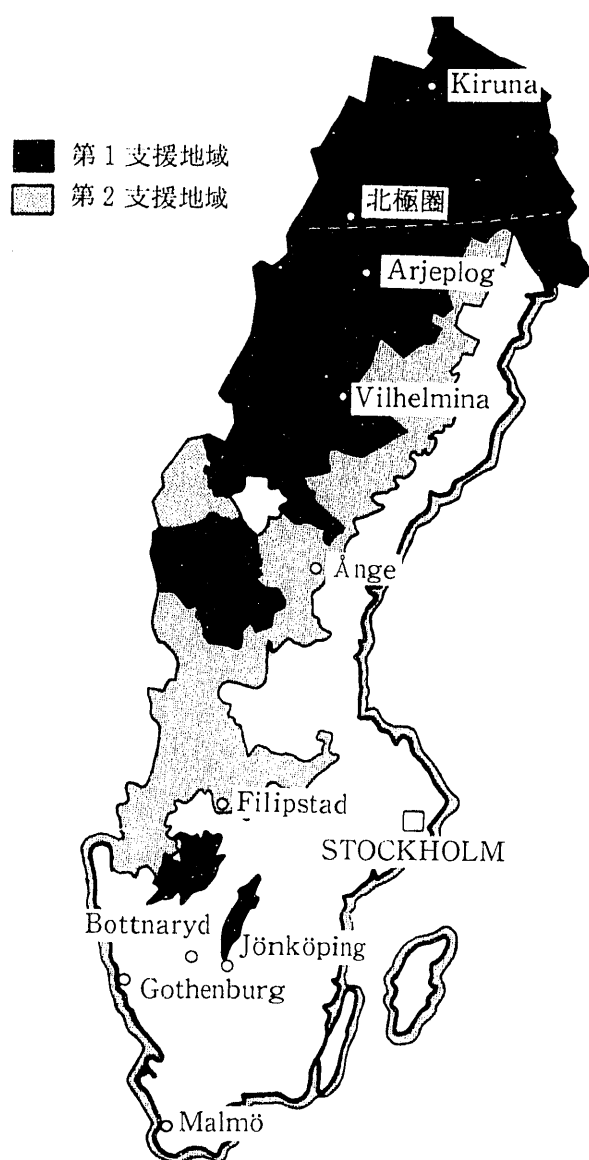 Kiruna
第1支援地域
第2支援地域
北極圏
Arjeplog
Vilhelmina
Ånge
Filipstad
STOCKHOLM
Bottnaryd
Jönköping
Gothenburg
Malmö